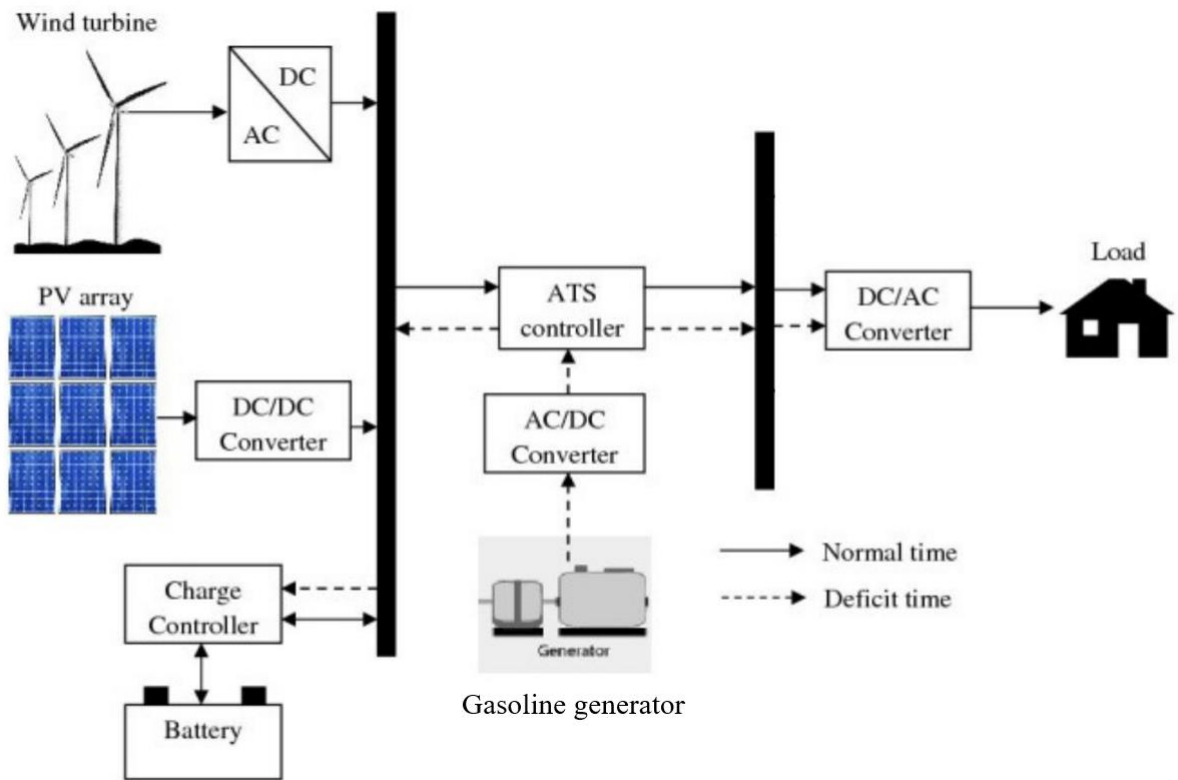 Wind turbine
DC
AC
PV array
DC/DC
Converter
Charge
Controller
Battery
ATS
controller
AC/DC
Converter
Generator
Gasoline generator
DC/AC
Converter
Load
Normal time
Deficit time